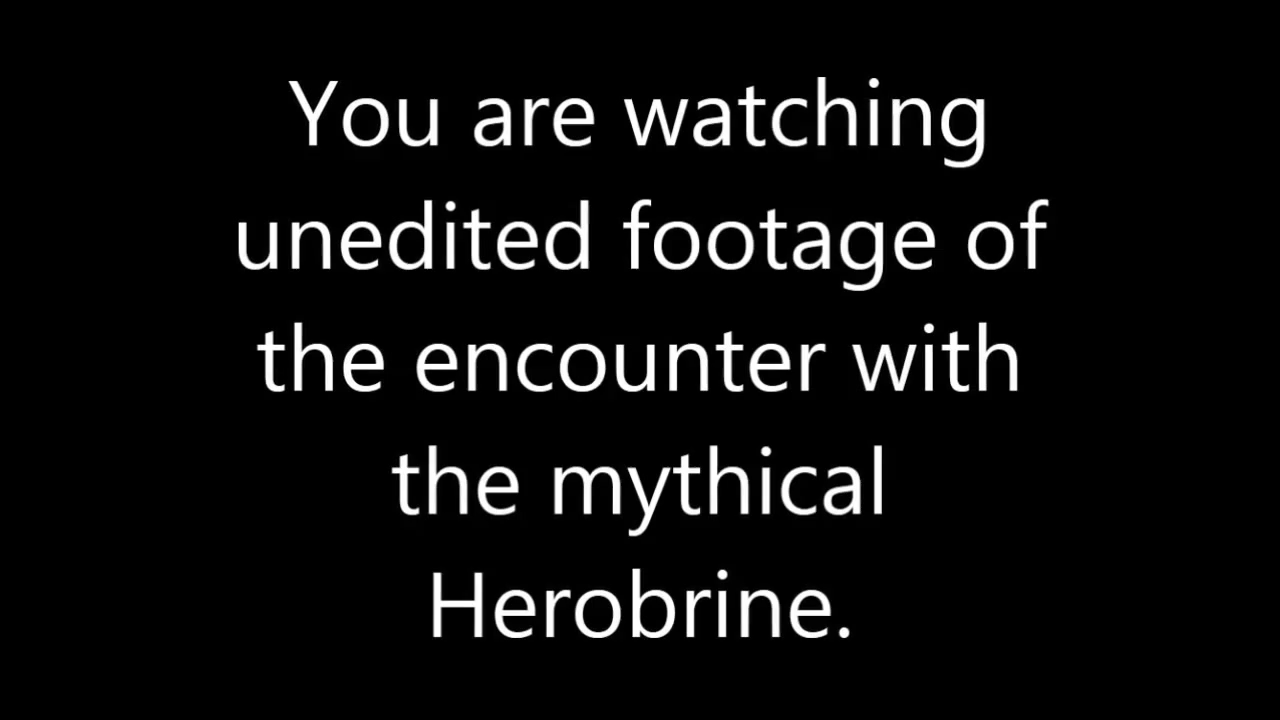 You are watching
unedited footage of
the encounter with
the mythical
Herobrine.